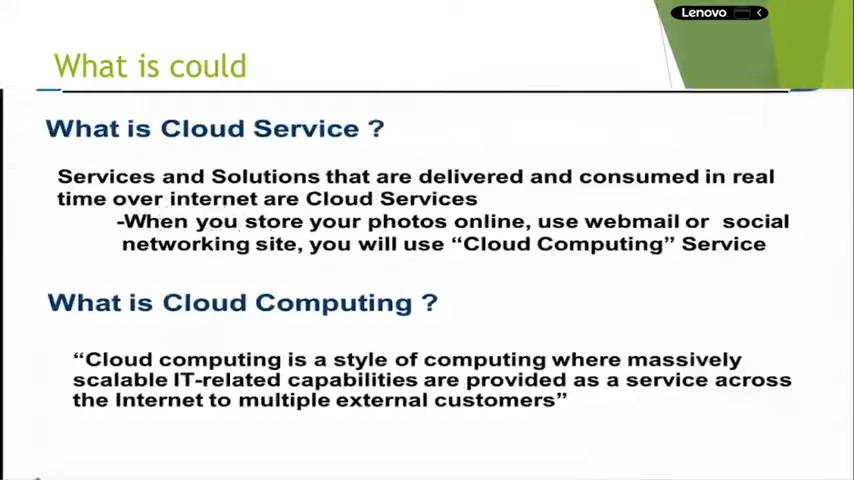 Lenovo
What is could
What is Cloud Service ?
Services and Solutions that are delivered and consumed in real
time over internet are Cloud Services
-When you store your photos online, use webmail or social
networking site, you will use “Cloud Computing” Service
What is Cloud Computing ?
“Cloud computing is a style of computing where massively
scalable IT-related capabilities are provided as a service across
the Internet to multiple external customers”